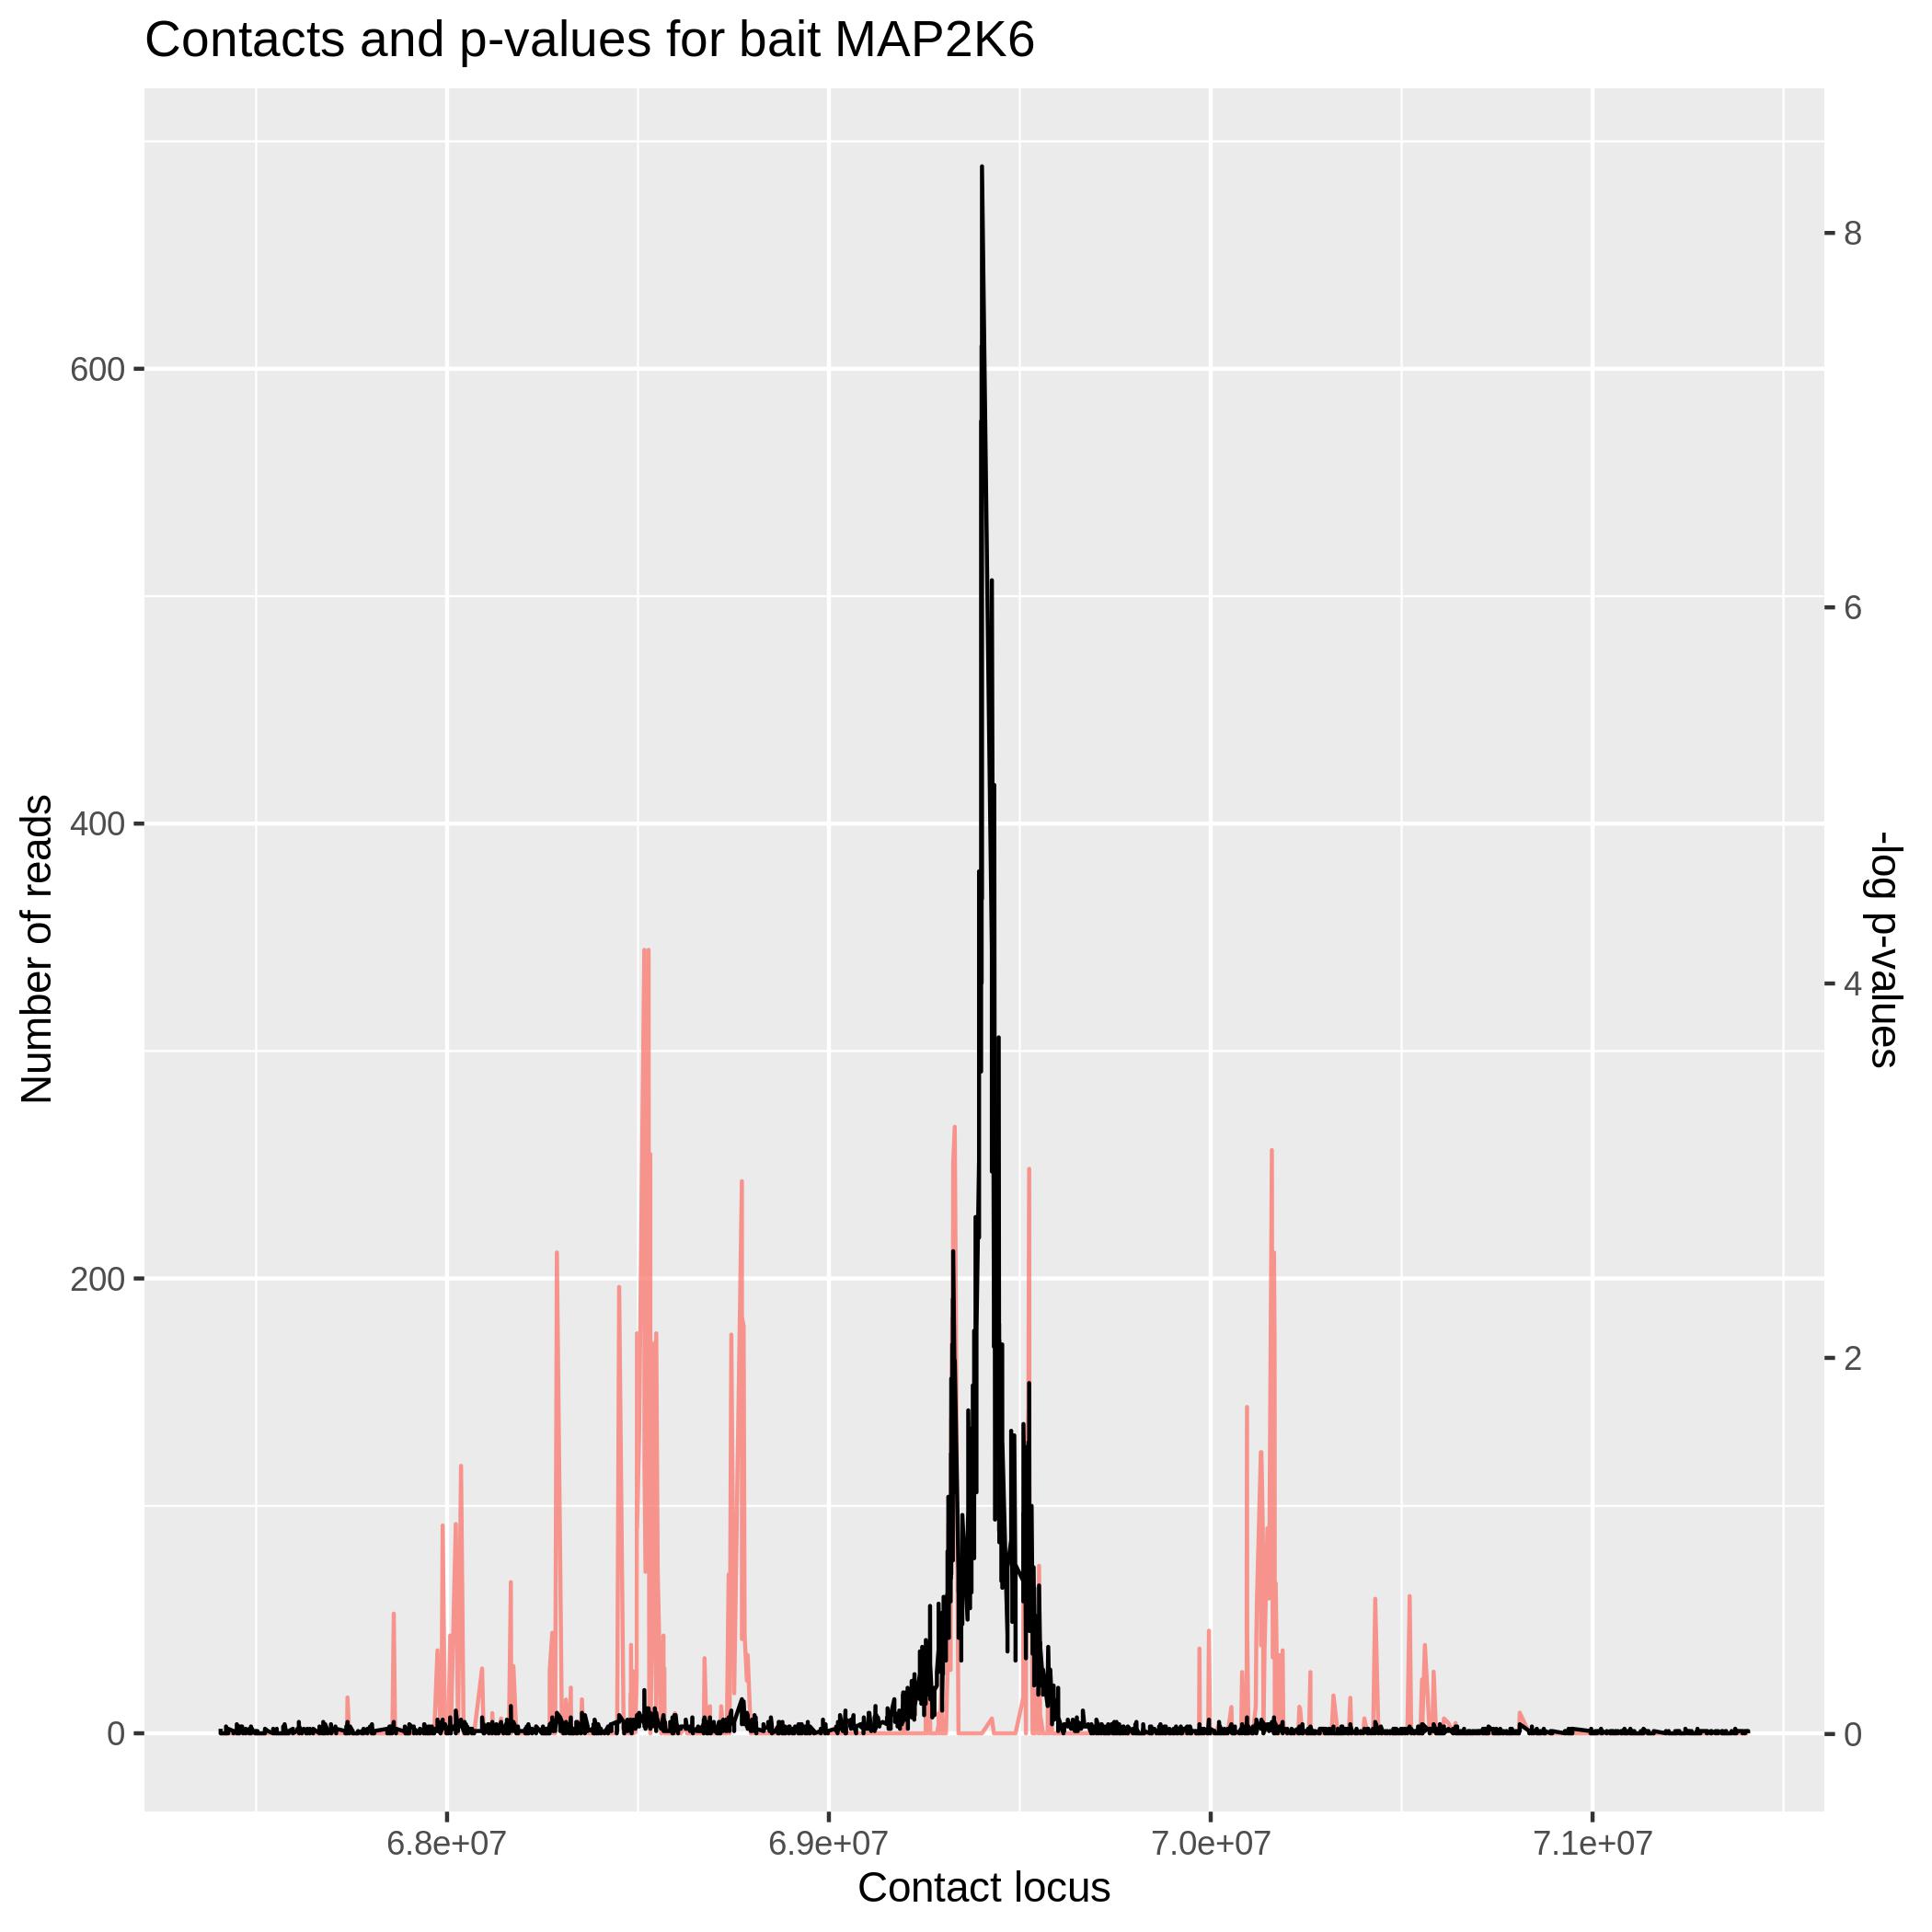 Contacts and p-values for bait MAP2K6
Number of reads
600
400
200
0
8
6
4
2
0
-log p-values
6.8e+07
6.9e+07
7.0e+07
7.1e+07
Contact locus